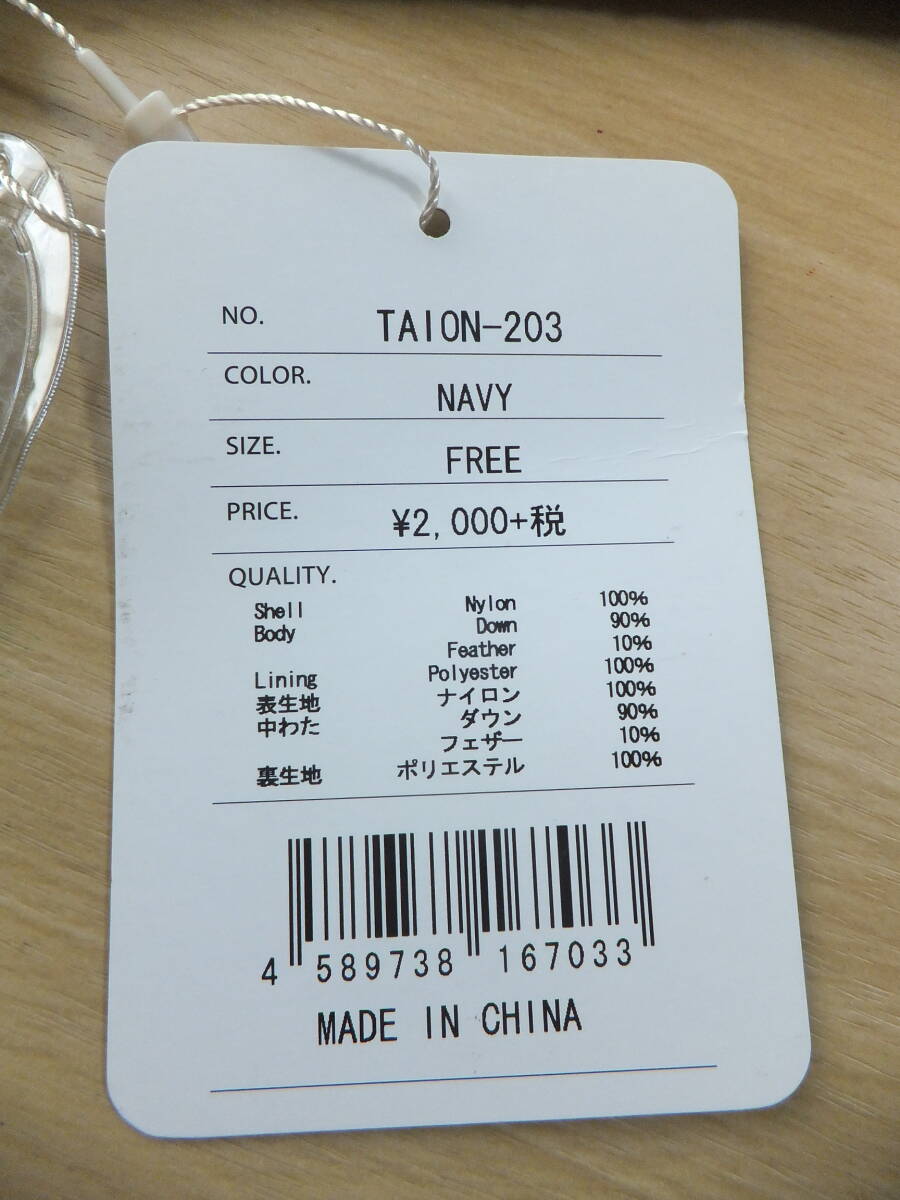 NO. TAION-203
COLOR. NAVY
SIZE. FREE
PRICE. ¥2,000+税
QUALITY.
Shell Nylon 100%
Body Down 90%
Feather 10%
Lining Polyester 100%
表生地 ナイロン 100%
中わた ダウン 90%
フェザー 10%
裏生地 ポリエステル 100%
4 589738 167033
MADE IN CHINA